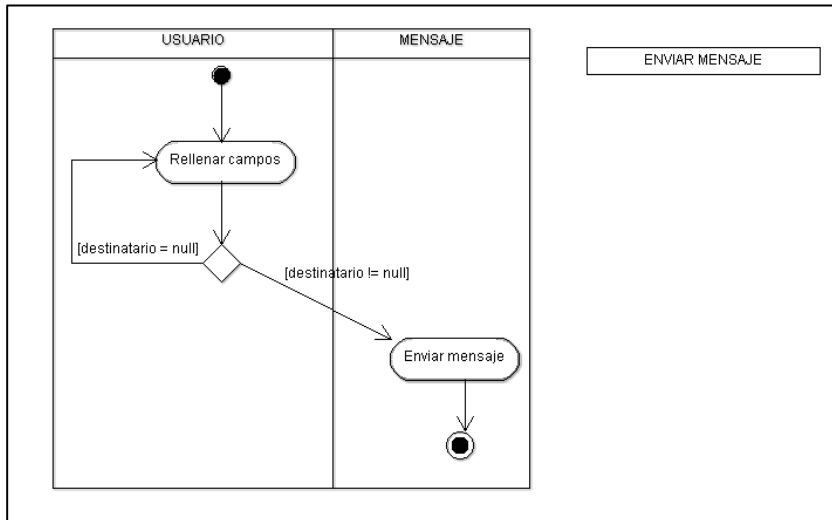 USUARIO
MENSAJE
ENVIAR MENSAJE
Rellenar campos
[destinatario = null]
[destinatario != null]
Enviar mensaje